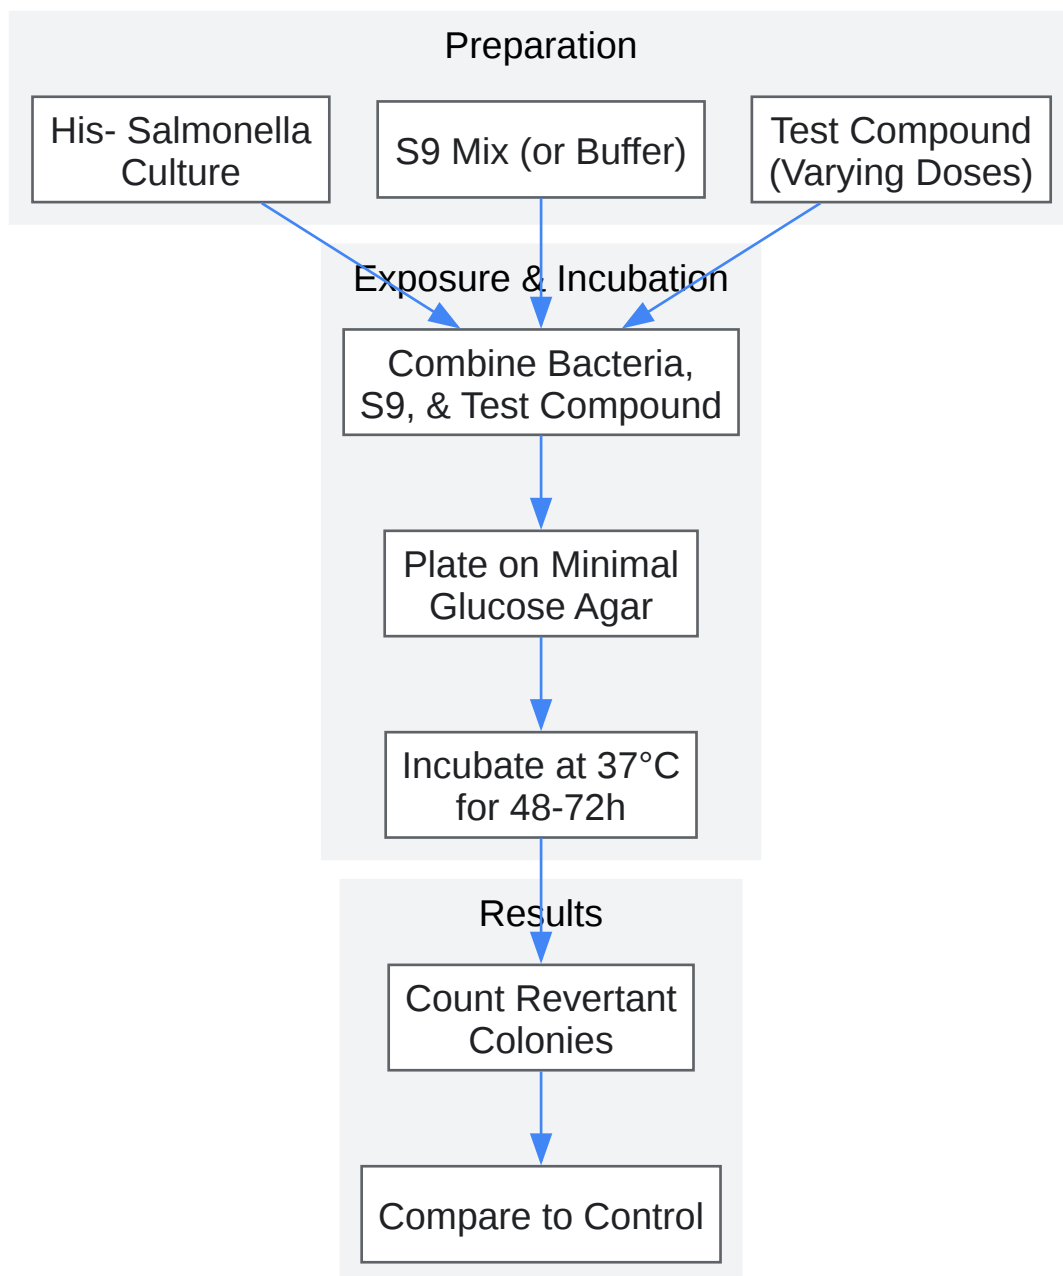 Preparation
His- Salmonella
Culture
S9 Mix (or Buffer)
Test Compound
(Varying Doses)
Exposure & Incubation
Combine Bacteria,
S9, & Test Compound
Plate on Minimal
Glucose Agar
Incubate at 37°C
for 48-72h
Results
Count Revertant
Colonies
Compare to Control